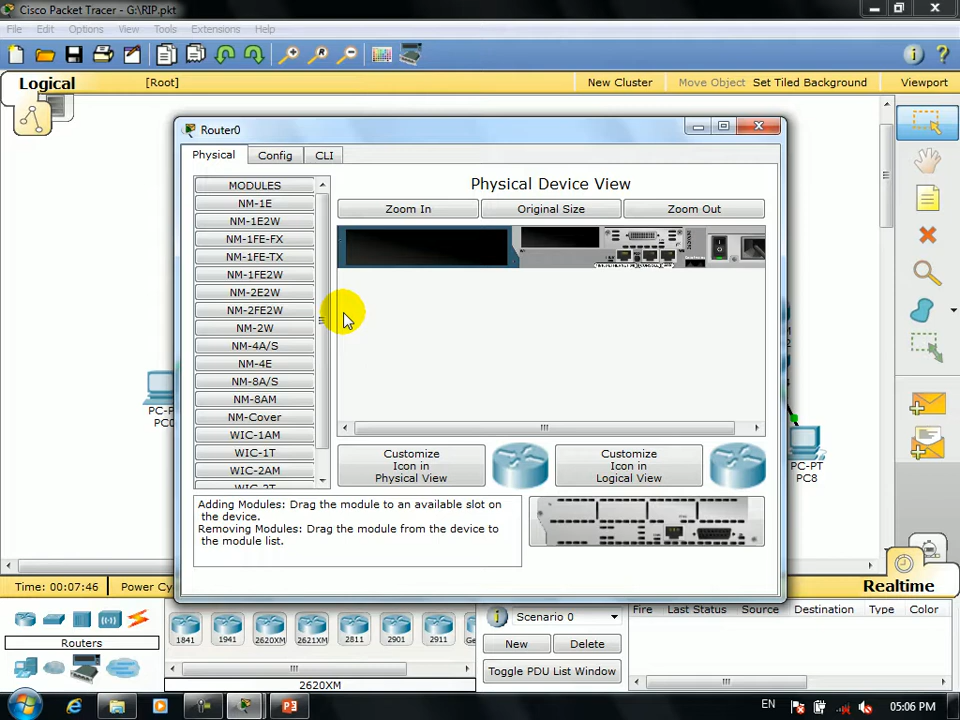 Cisco Packet Tracer - G:\RIP.pkt
File Edit Options View Tools Extensions Help
Logical [Root] New Cluster Move Object Set Tiled Background Viewport
Router0
Physical Config CLI
MODULES
NM-1E
NM-1E2W
NM-1FE-FX
NM-1FE-TX
NM-1FE2W
NM-2E2W
NM-2FE2W
NM-2W
NM-4A/S
NM-4E
NM-8A/S
NM-8AM
NM-Cover
WIC-1AM
WIC-1T
WIC-2AM
WIC-2T
Physical Device View
Zoom In Original Size Zoom Out
Customize
Icon in
Physical View
Customize
Icon in
Logical View
Adding Modules: Drag the module to an available slot on
the device.
Removing Modules: Drag the module from the device to
the module list.
PC-P
PC0
PC-PT
PC8
Time: 00:07:46 Power Cy
Realtime
Routers
1841 1941 2620XM 2621XM 2811 2901 2911 Ge
2620XM
Scenario 0
New Delete
Toggle PDU List Window
Fire Last Status Source Destination Type Color
EN 05:06 PM